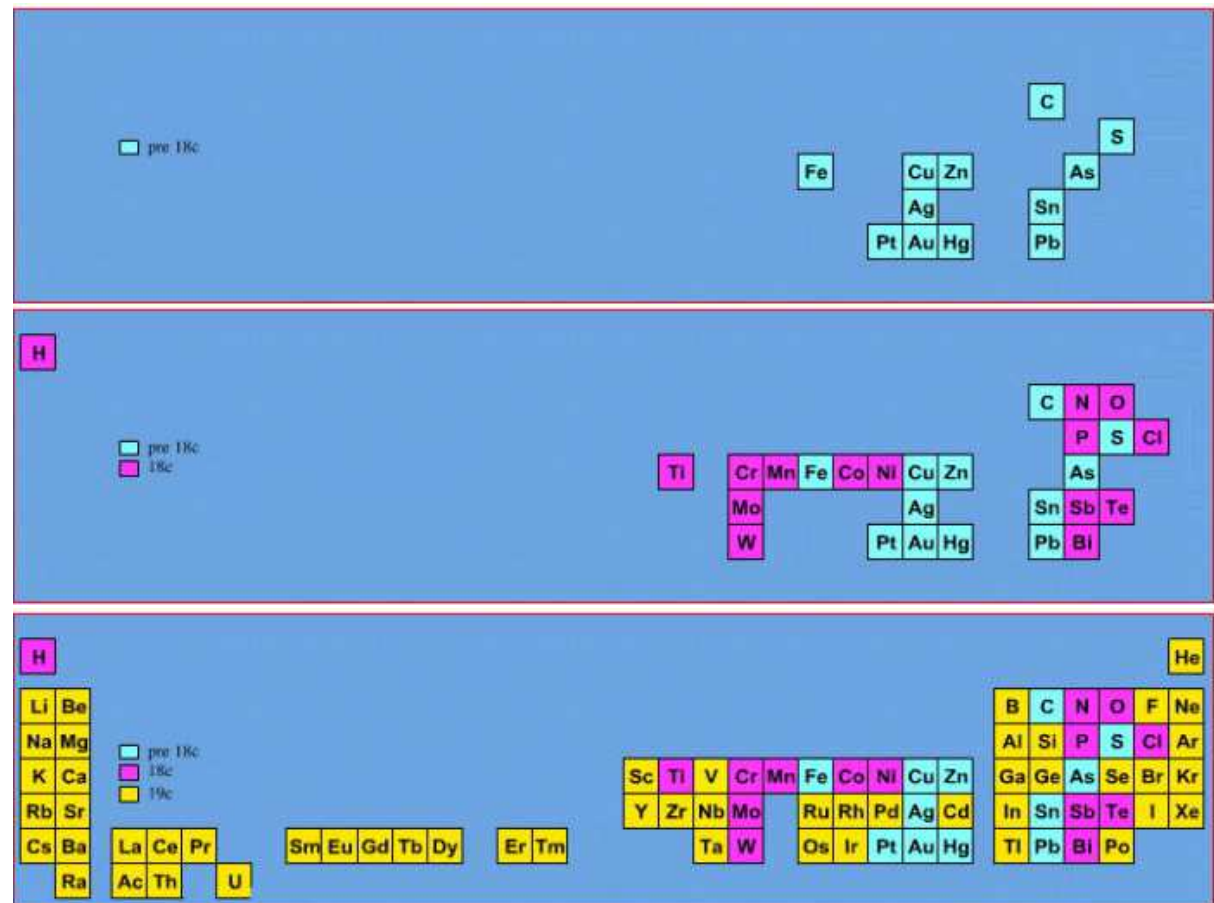 C
S
pre 18c
Fe Cu Zn As
Ag Sn
Pt Au Hg Pb
H
C N O
pre 18c P S Cl
18c
Ti Cr Mn Fe Co Ni Cu Zn As
Mo Ag Sn Sb Te
W Pt Au Hg Pb Bi
H He
Li Be B C N O F Ne
Na Mg pre 18c Al Si P S Cl Ar
18c
K Ca Sc Ti V Cr Mn Fe Co Ni Cu Zn Ga Ge As Se Br Kr
19c
Rb Sr Y Zr Nb Mo Ru Rh Pd Ag Cd In Sn Sb Te I Xe
Cs Ba La Ce Pr Sm Eu Gd Tb Dy Er Tm Ta W Os Ir Pt Au Hg Tl Pb Bi Po
Ra Ac Th U